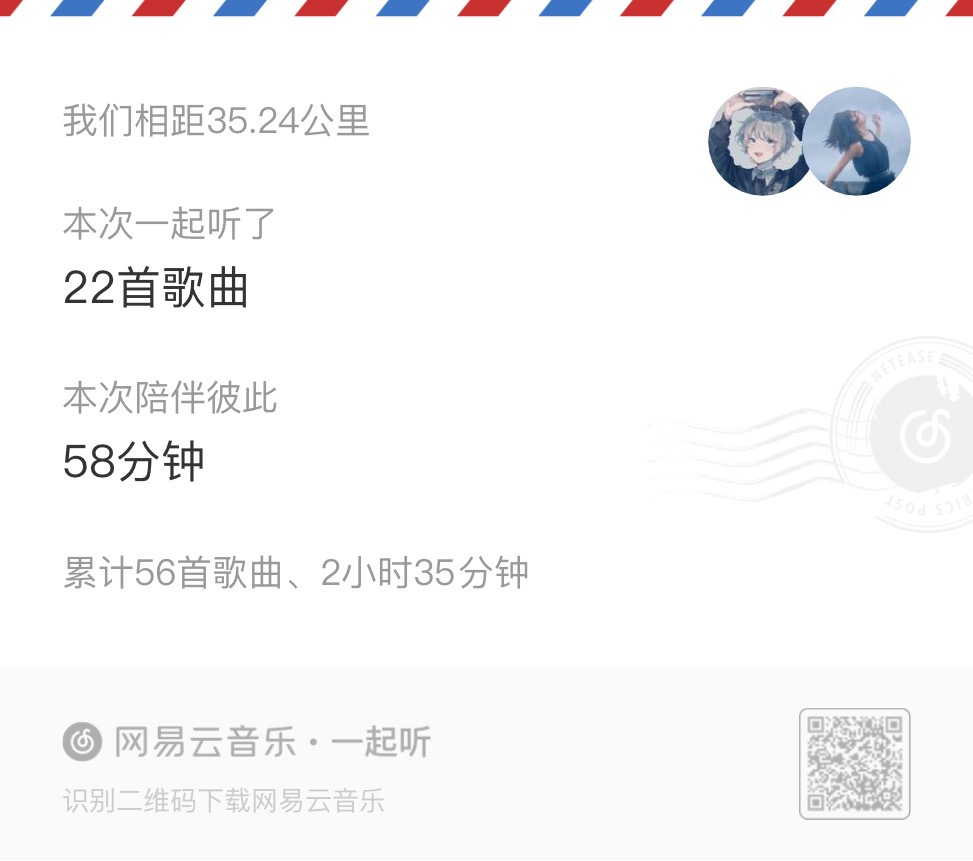 我们相距35.24公里
本次一起听了
22首歌曲
本次陪伴彼此
58分钟
NETEASE
RICS POST
累计56首歌曲、2小时35分钟
网易云音乐·一起听
识别二维码下载网易云音乐